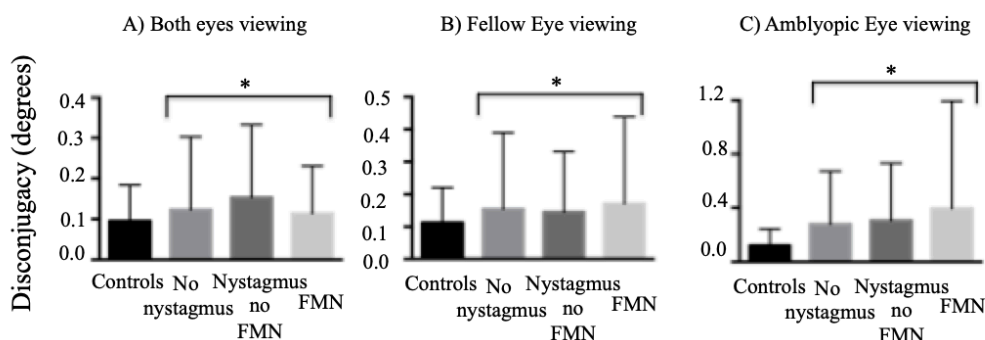 A) Both eyes viewing
B) Fellow Eye viewing
C) Amblyopic Eye viewing
Disconjugacy (degrees)
*
0.4
0.3
0.2
0.1
0.0
Controls
No
nystagmus
Nystagmus
no
FMN
FMN
*
0.5
0.4
0.3
0.2
0.1
0.0
Controls
No
nystagmus
Nystagmus
no
FMN
FMN
*
1.2
0.8
0.4
0.0
Controls
No
nystagmus
Nystagmus
no
FMN
FMN